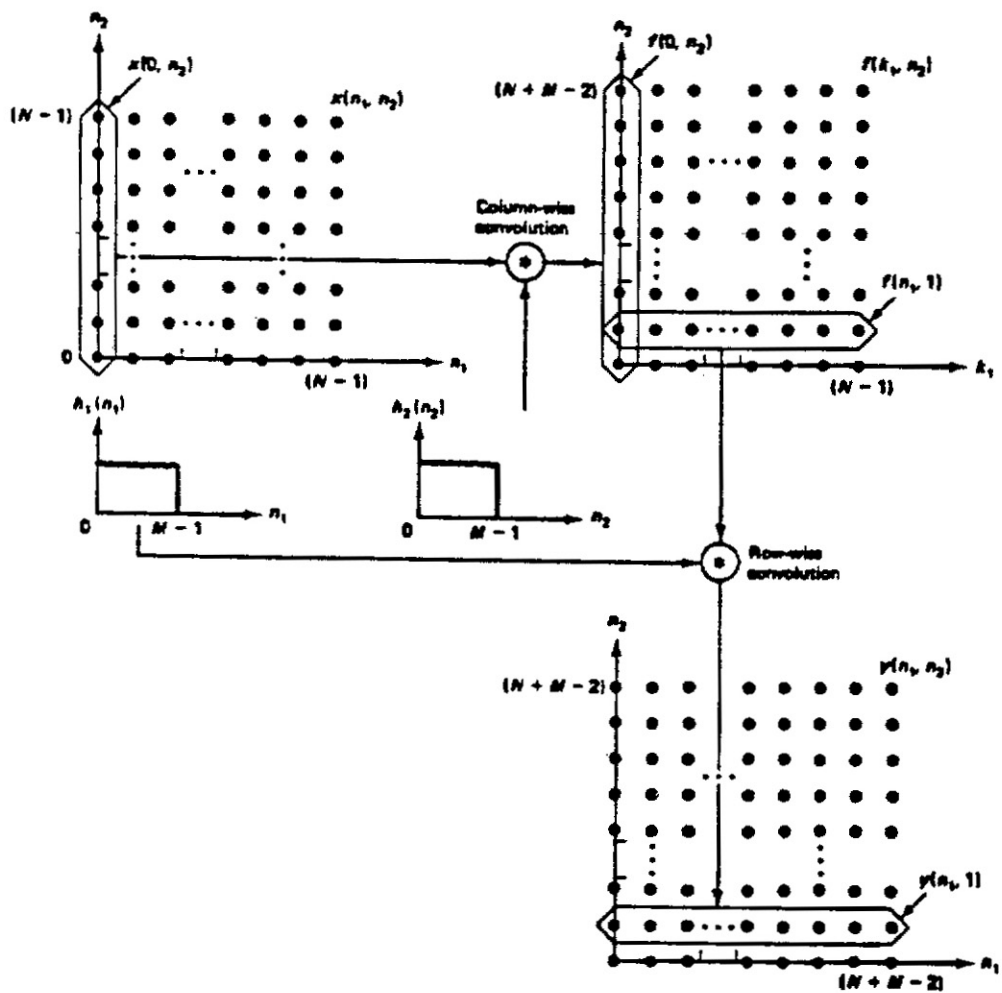 n₂
x(0, n₂)
(N − 1)
x(n₁, n₂)
0
(N − 1)
n₁
n₂
f(0, n₂)
(N + M − 2)
f(k₁, n₂)
Column-wise
convolution
*
f(n₁, 1)
(N − 1)
k₁
h₁(n₁)
0
M − 1
n₁
h₂(n₂)
0
M − 1
n₂
*
Row-wise
convolution
n₂
(N + M − 2)
y(n₁, n₂)
y(n₁, 1)
(N + M − 2)
n₁